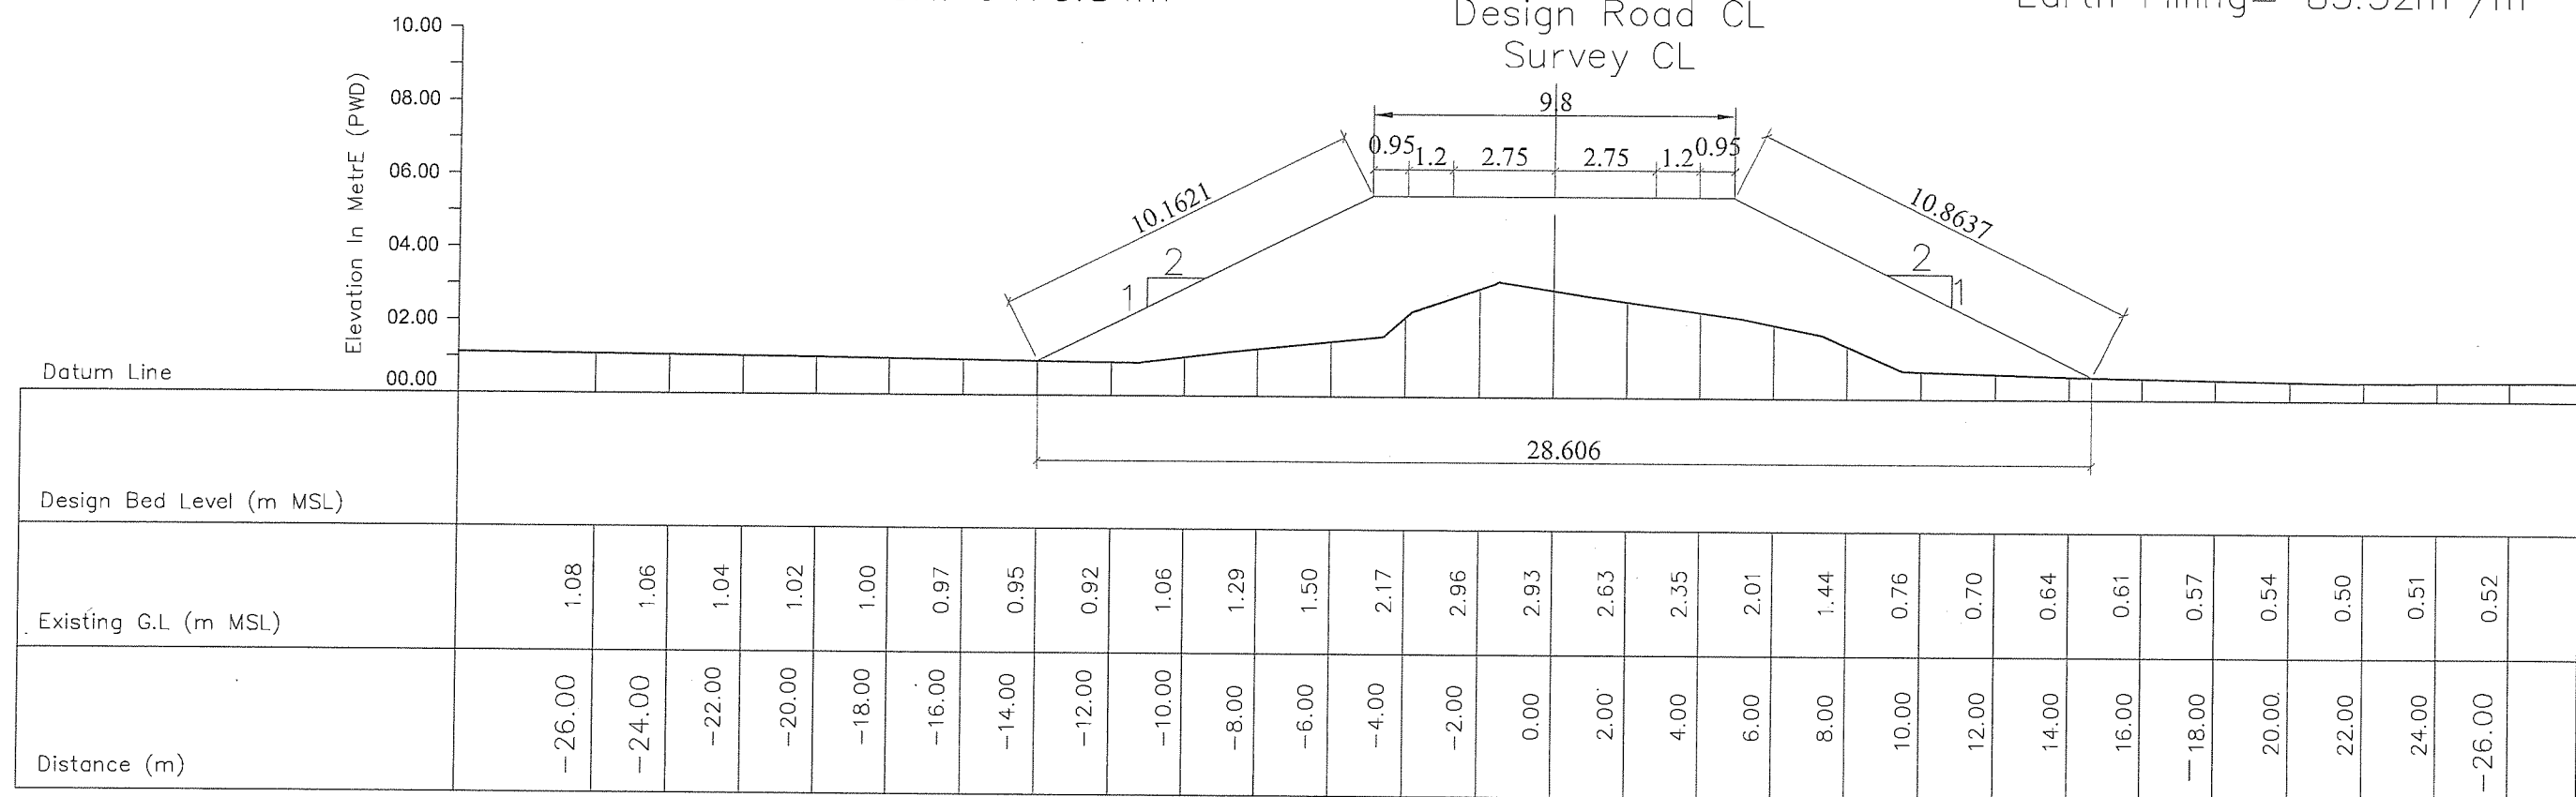 Design Road CL
Survey CL
10.00
08.00
06.00
04.00
02.00
00.00
Elevation In MetrE (PWD)
9.8
0.95 1.2 2.75 2.75 1.2 0.95
10.1621
10.8637
2
1
2
1
Datum Line
28.606
Design Bed Level (m MSL)
Existing G.L (m MSL) 1.08 1.06 1.04 1.02 1.00 0.97 0.95 0.92 1.06 1.29 1.50 2.17 2.96 2.93 2.63 2.35 2.01 1.44 0.76 0.70 0.64 0.61 0.57 0.54 0.50 0.51 0.52
Distance (m) -26.00 -24.00 -22.00 -20.00 -18.00 -16.00 -14.00 -12.00 -10.00 -8.00 -6.00 -4.00 -2.00 0.00 2.00 4.00 6.00 8.00 10.00 12.00 14.00 16.00 -18.00 20.00 22.00 24.00 -26.00